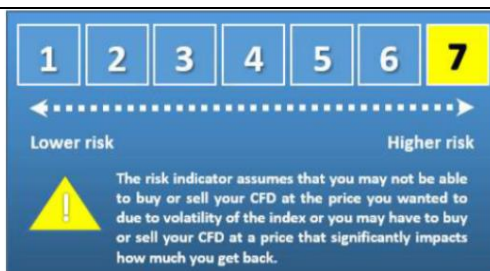 1 2 3 4 5 6 7
Lower risk Higher risk
The risk indicator assumes that you may not be able
to buy or sell your CFD at the price you wanted to
due to volatility of the index or you may have to buy
or sell your CFD at a price that significantly impacts
how much you get back.